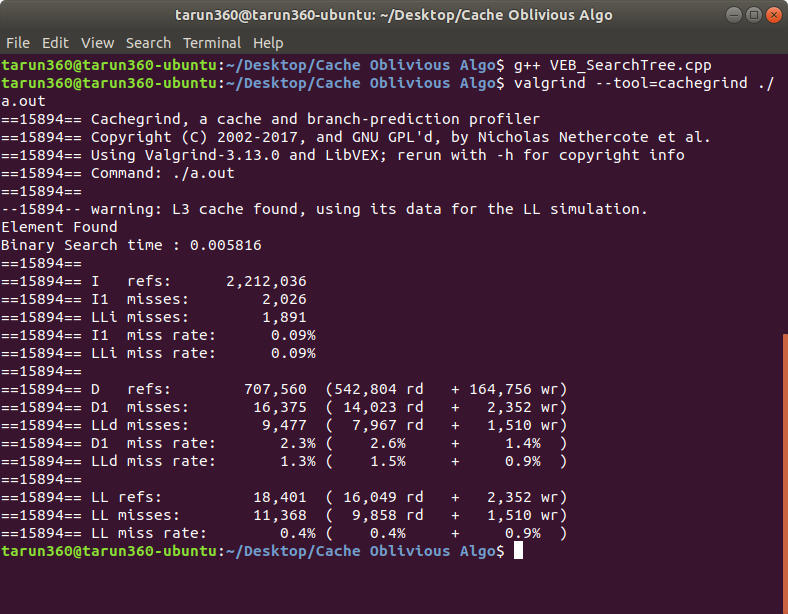 tarun360@tarun360-ubuntu: ~/Desktop/Cache Oblivious Algo
File Edit View Search Terminal Help
tarun360@tarun360-ubuntu:~/Desktop/Cache Oblivious Algo$ g++ VEB_SearchTree.cpp
tarun360@tarun360-ubuntu:~/Desktop/Cache Oblivious Algo$ valgrind --tool=cachegrind ./
a.out
==15894== Cachegrind, a cache and branch-prediction profiler
==15894== Copyright (C) 2002-2017, and GNU GPL'd, by Nicholas Nethercote et al.
==15894== Using Valgrind-3.13.0 and LibVEX; rerun with -h for copyright info
==15894== Command: ./a.out
==15894==
--15894-- warning: L3 cache found, using its data for the LL simulation.
Element Found
Binary Search time : 0.005816
==15894==
==15894== I   refs:      2,212,036
==15894== I1  misses:        2,026
==15894== LLi misses:        1,891
==15894== I1  miss rate:      0.09%
==15894== LLi miss rate:      0.09%
==15894==
==15894== D   refs:        707,560  (542,804 rd   + 164,756 wr)
==15894== D1  misses:       16,375  ( 14,023 rd   +   2,352 wr)
==15894== LLd misses:        9,477  (  7,967 rd   +   1,510 wr)
==15894== D1  miss rate:       2.3% (    2.6%     +     1.4%  )
==15894== LLd miss rate:       1.3% (    1.5%     +     0.9%  )
==15894==
==15894== LL refs:          18,401  ( 16,049 rd   +   2,352 wr)
==15894== LL misses:        11,368  (  9,858 rd   +   1,510 wr)
==15894== LL miss rate:        0.4% (    0.4%     +     0.9%  )
tarun360@tarun360-ubuntu:~/Desktop/Cache Oblivious Algo$